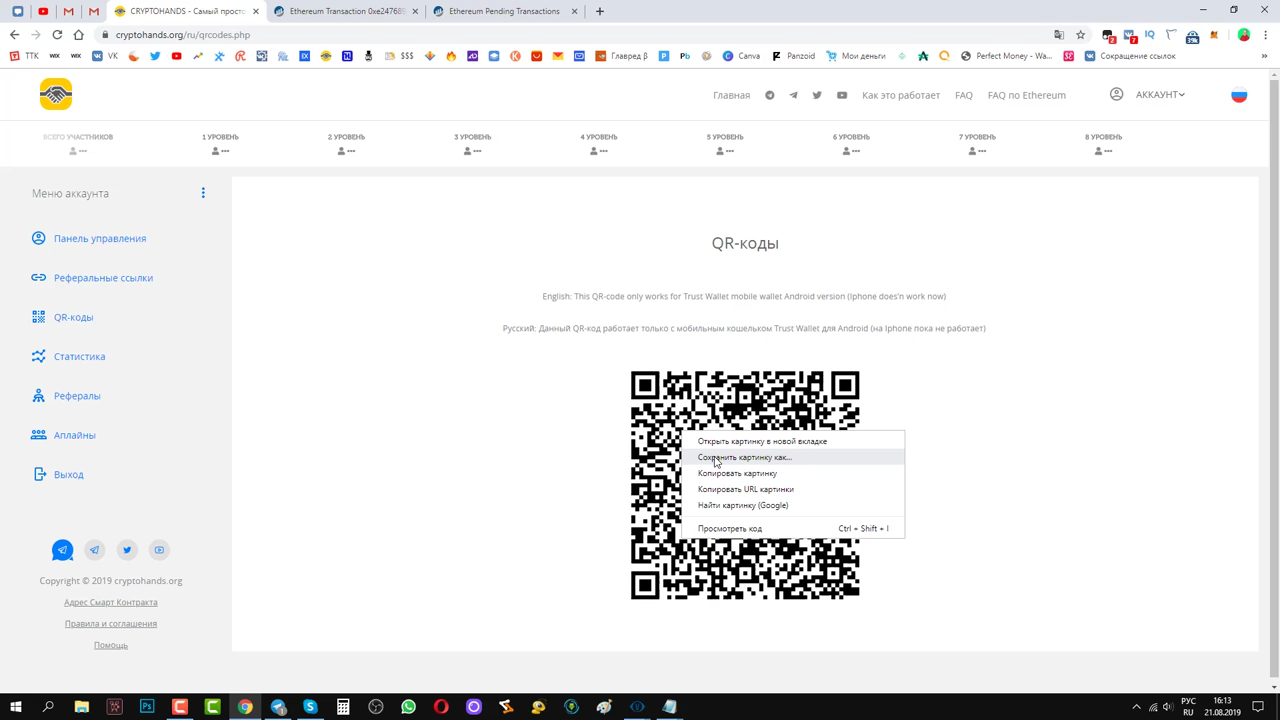 CRYPTOHANDS - Самый прост
Ethereum Transaction 0xe247685
Ethereum Pending Transactions
cryptohands.org/ru/qrcodes.php
ТТК
VK
$$$
Главред β
Pb
Canva
Panzoid
Мои деньги
Perfect Money - Wa...
Сокращение ссылок
Главная
Как это работает
FAQ
FAQ по Ethereum
АККАУНТ
ВСЕГО УЧАСТНИКОВ
1 УРОВЕНЬ
2 УРОВЕНЬ
3 УРОВЕНЬ
4 УРОВЕНЬ
5 УРОВЕНЬ
6 УРОВЕНЬ
7 УРОВЕНЬ
8 УРОВЕНЬ
---
---
---
---
---
---
---
---
---
Меню аккаунта
Панель управления
Реферальные ссылки
QR-коды
Статистика
Рефералы
Аплайны
Выход
Copyright © 2019 cryptohands.org
Адрес Смарт Контракта
Правила и соглашения
Помощь
QR-коды
English: This QR-code only works for Trust Wallet mobile wallet Android version (Iphone does'n work now)
Русский: Данный QR-код работает только с мобильным кошельком Trust Wallet для Android (на Iphone пока не работает)
Открыть картинку в новой вкладке
Сохранить картинку как...
Копировать картинку
Копировать URL картинки
Найти картинку (Google)
Просмотреть код
Ctrl + Shift + I
РУС
RU
16:13
21.08.2019